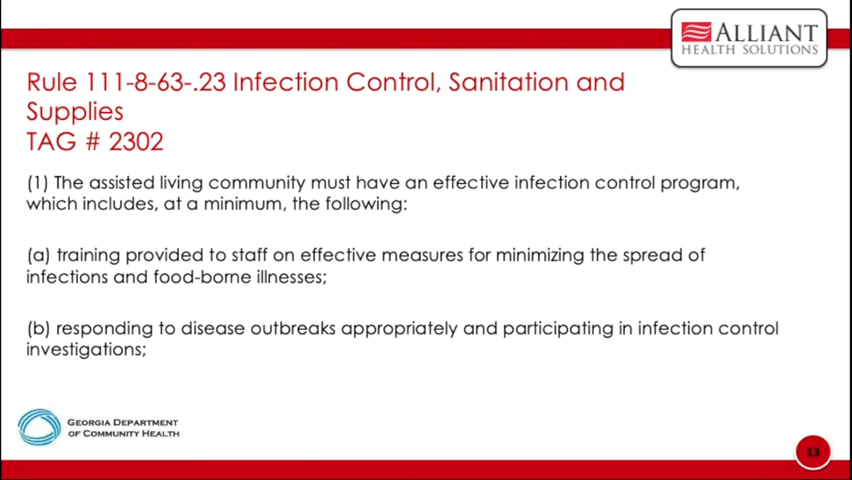 ALLIANT
HEALTH SOLUTIONS
Rule 111-8-63-.23 Infection Control, Sanitation and
Supplies
TAG # 2302
(1) The assisted living community must have an effective infection control program,
which includes, at a minimum, the following:
(a) training provided to staff on effective measures for minimizing the spread of
infections and food-borne illnesses;
(b) responding to disease outbreaks appropriately and participating in infection control
investigations;
GEORGIA DEPARTMENT
OF COMMUNITY HEALTH
13